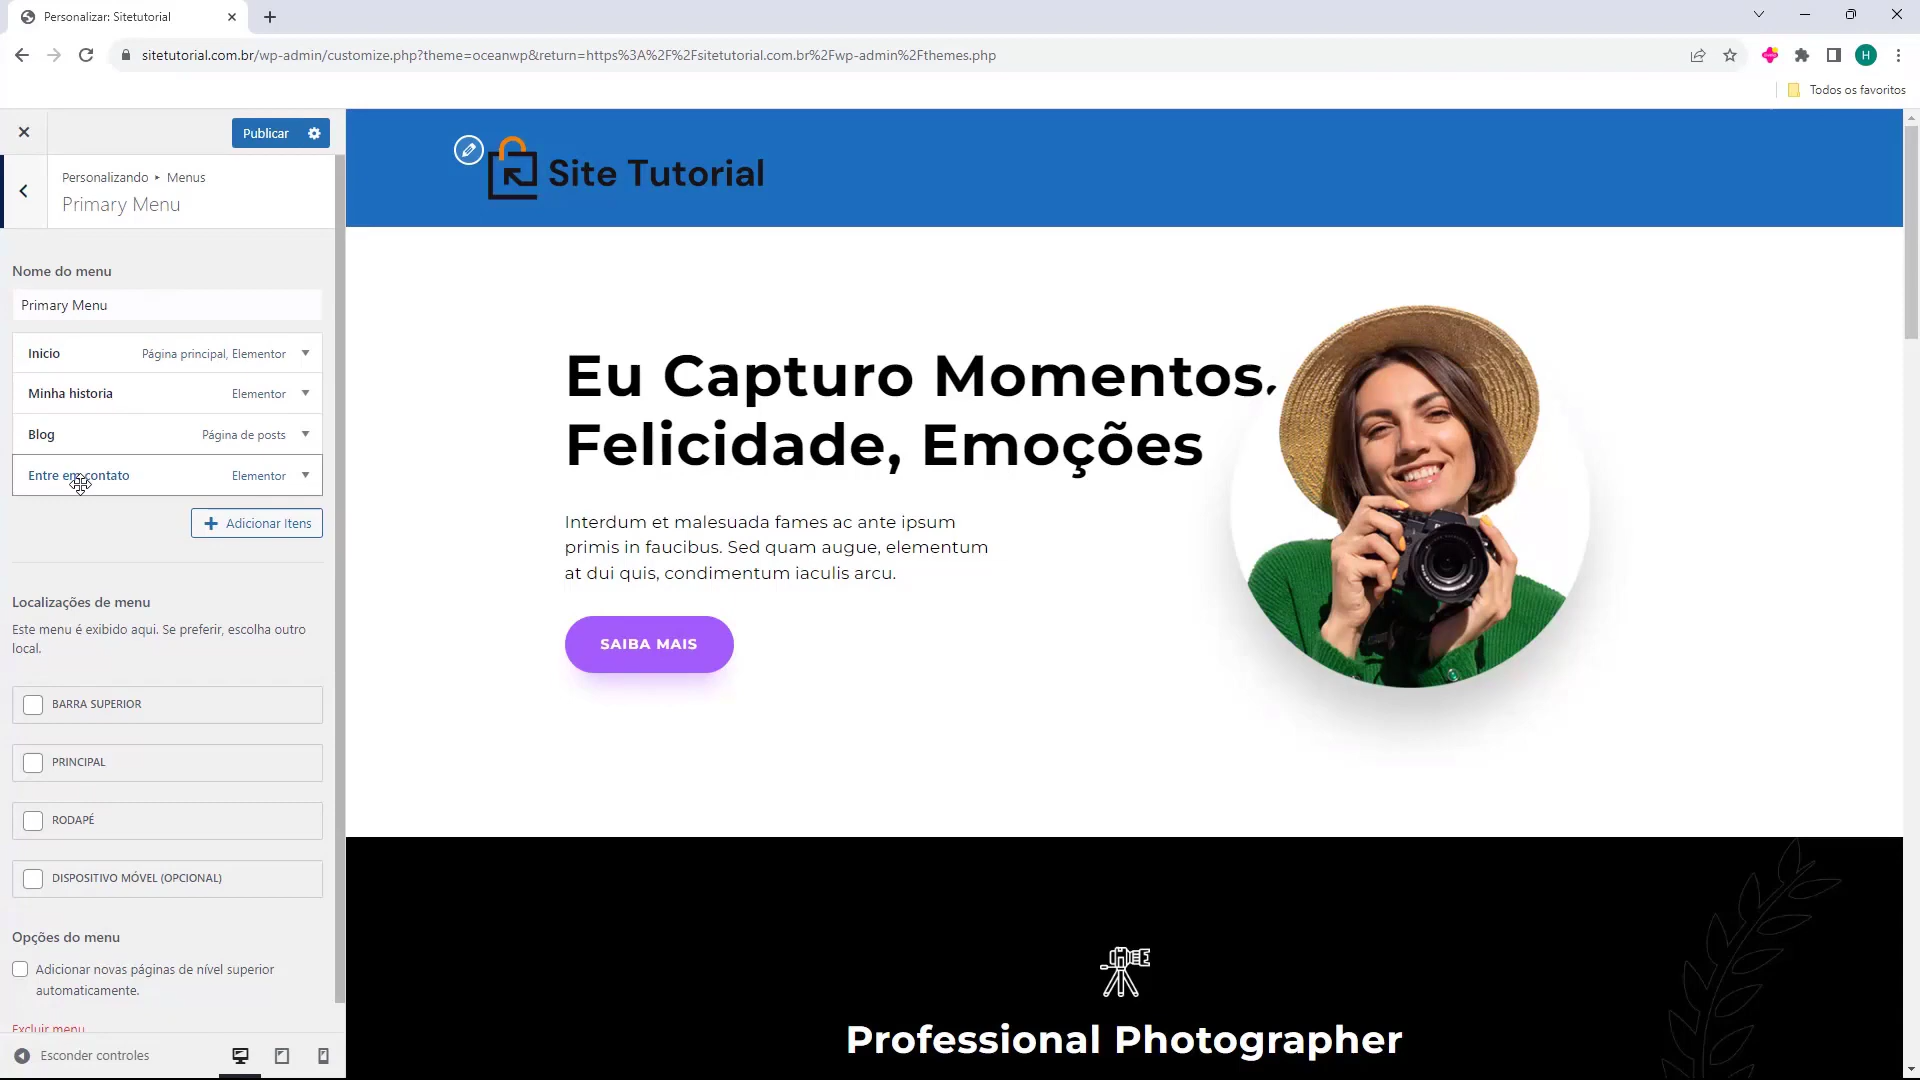 Personalizar: Sitetutorial
sitetutorial.com.br/wp-admin/customize.php?theme=oceanwp&return=https%3A%2F%2Fsitetutorial.com.br%2Fwp-admin%2Fthemes.php
H
Todos os favoritos
Publicar
Personalizando ▸ Menus
Primary Menu
Nome do menu
Primary Menu
Inicio Página principal, Elementor
Minha historia Elementor
Blog Página de posts
Entre em contato Elementor
Adicionar Itens
Localizações de menu
Este menu é exibido aqui. Se preferir, escolha outro
local.
BARRA SUPERIOR
PRINCIPAL
RODAPÉ
DISPOSITIVO MÓVEL (OPCIONAL)
Opções do menu
Adicionar novas páginas de nível superior
automaticamente.
Excluir menu
Esconder controles
Site Tutorial
Eu Capturo Momentos,
Felicidade, Emoções
Interdum et malesuada fames ac ante ipsum
primis in faucibus. Sed quam augue, elementum
at dui quis, condimentum iaculis arcu.
SAIBA MAIS
Professional Photographer